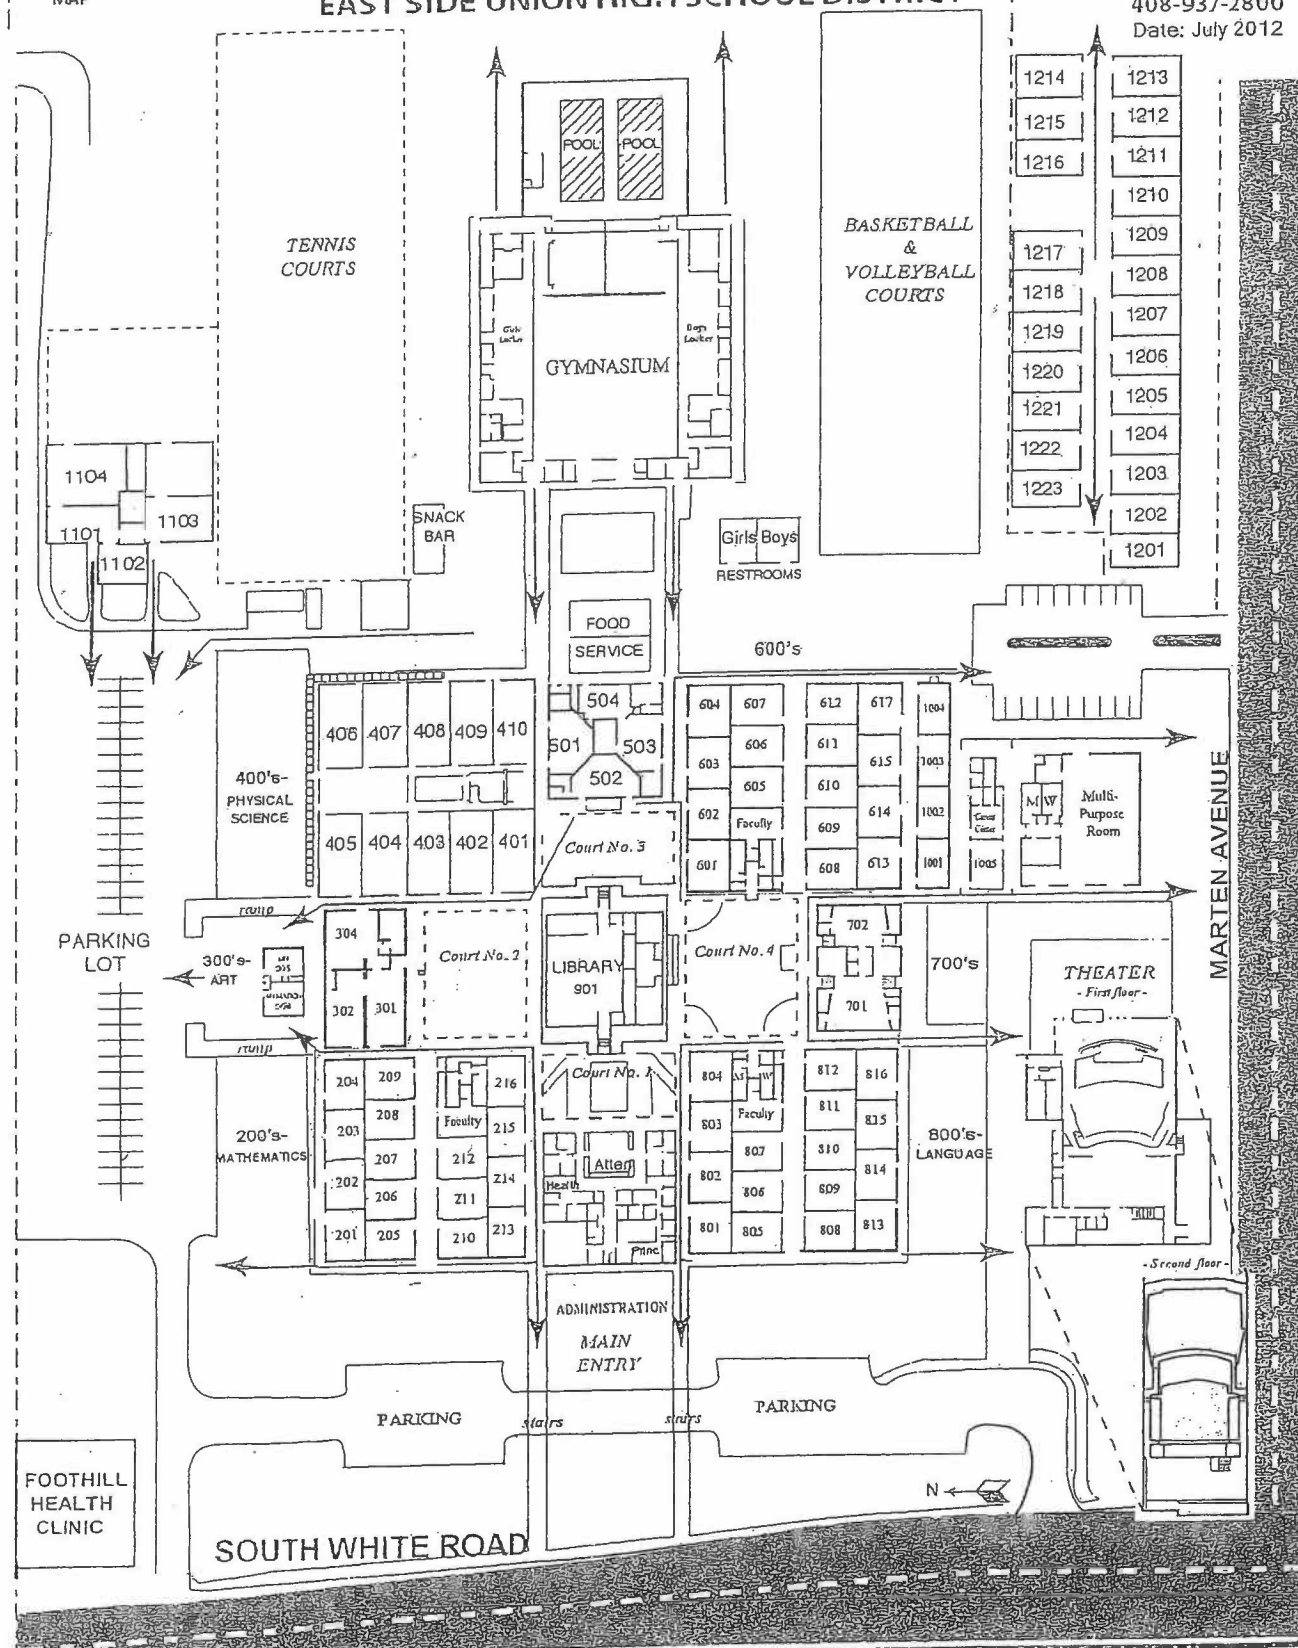 MAP
EAST SIDE UNION HIGH SCHOOL DISTRICT
408-937-2800
Date: July 2012
POOL
POOL
TENNIS
COURTS
BASKETBALL
&
VOLLEYBALL
COURTS
1214
1215
1216
1217
1218
1219
1220
1221
1222
1223
1213
1212
1211
1210
1209
1208
1207
1206
1205
1204
1203
1202
1201
Girls
Locker
GYMNASIUM
Boys
Locker
1104
1103
1101
1102
SNACK
BAR
Girls Boys
RESTROOMS
FOOD
SERVICE
600's
406 407 408 409 410
504
501 503
502
604 607
606
603
605
602
Faculty
601
612 617
611
615
610
614
609
608 613
1004
1003
1002
1001
1005
M W
Multi-
Purpose
Room
400's-
PHYSICAL
SCIENCE
405 404 403 402 401
Court No. 3
MARTEN AVENUE
PARKING
LOT
ramp
300's-
ART
ramp
304
302 301
Court No. 2
LIBRARY
901
Court No. 4
702
701
700's
THEATER
- First floor -
204 209
208
203
207
202
206
201 205
216
Faculty 215
212
214
211
210 213
Court No. 1
Atten
Health
Princ
804 M W
803 Faculty
807
802
806
801 805
812 816
811
815
810
814
809
808 813
200's-
MATHEMATICS
800's-
LANGUAGE
- Second floor -
ADMINISTRATION
MAIN
ENTRY
PARKING
stairs
stairs
PARKING
N
FOOTHILL
HEALTH
CLINIC
SOUTH WHITE ROAD